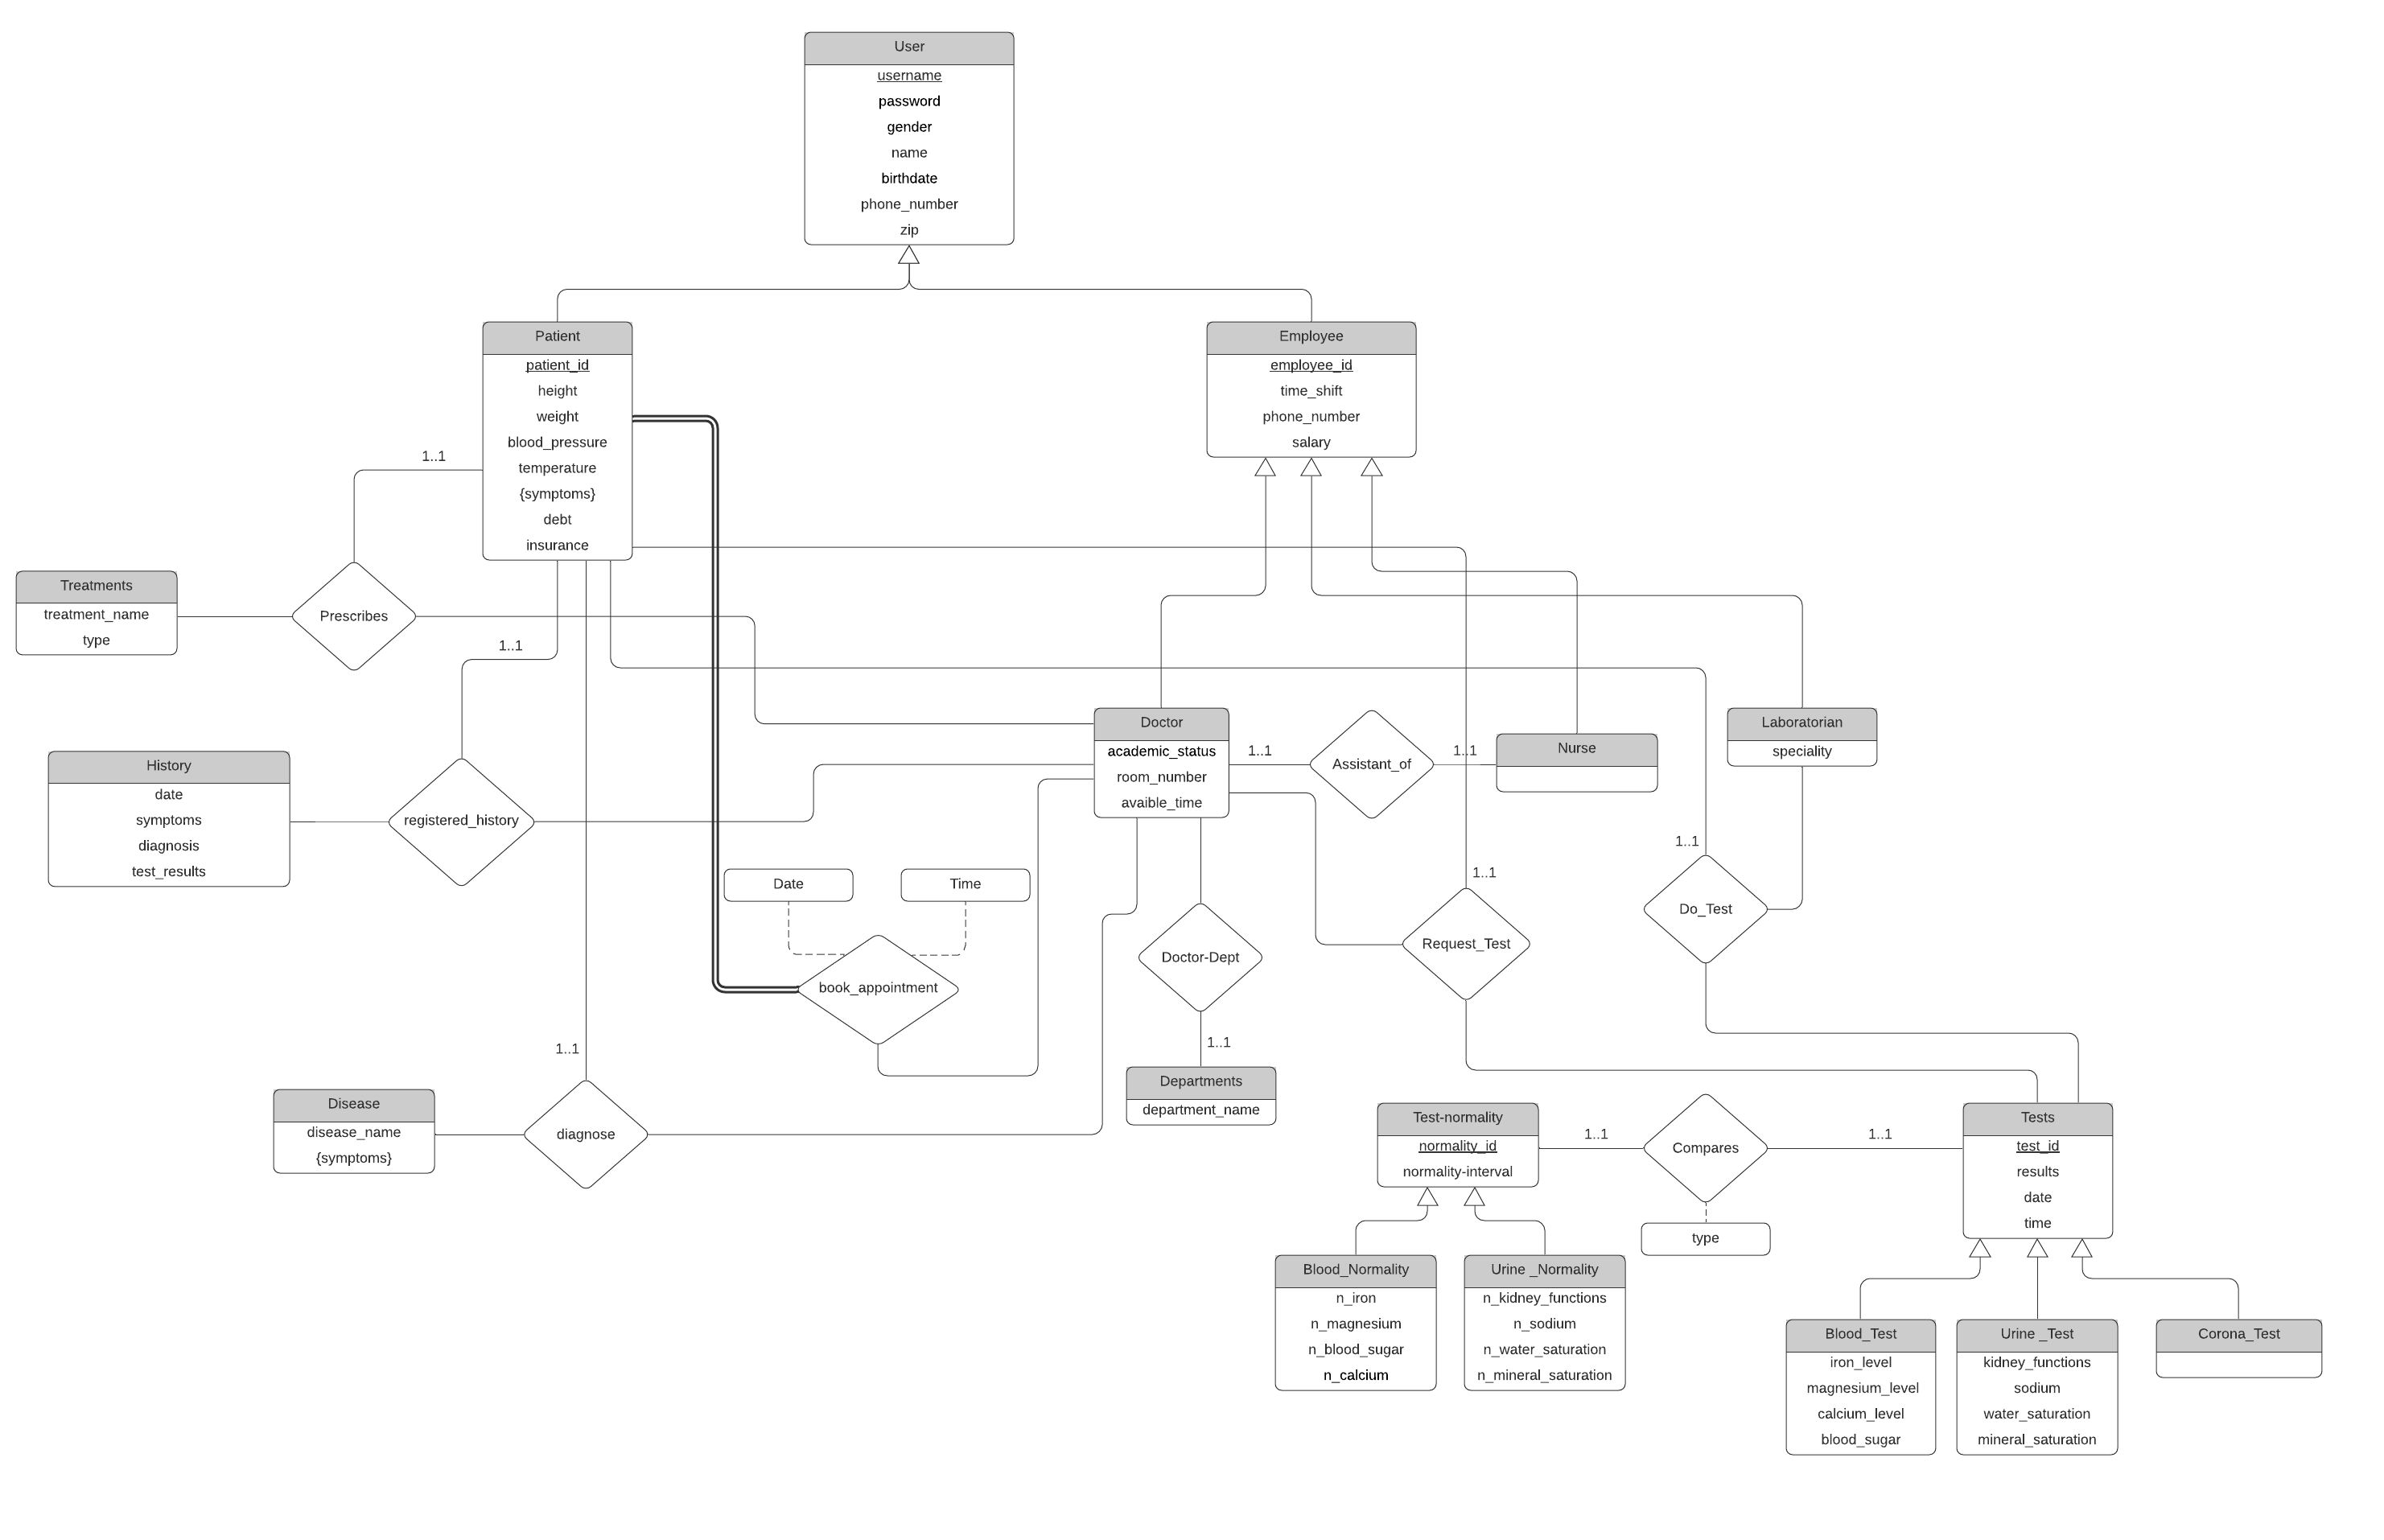 User
username
password
gender
name
birthdate
phone_number
zip
Patient
patient_id
height
weight
blood_pressure
temperature
{symptoms}
debt
insurance
Employee
employee_id
time_shift
phone_number
salary
1..1
Treatments
treatment_name
type
Prescribes
1..1
History
date
symptoms
diagnosis
test_results
registered_history
Doctor
academic_status
room_number
avaible_time
1..1
Assistant_of
1..1
Nurse
Laboratorian
speciality
Date
Time
book_appointment
Doctor-Dept
1..1
Request_Test
1..1
Do_Test
1..1
Departments
department_name
1..1
Disease
disease_name
{symptoms}
diagnose
Test-normality
normality_id
normality-interval
1..1
Compares
1..1
type
Tests
test_id
results
date
time
Blood_Normality
n_iron
n_magnesium
n_blood_sugar
n_calcium
Urine _Normality
n_kidney_functions
n_sodium
n_water_saturation
n_mineral_saturation
Blood_Test
iron_level
magnesium_level
calcium_level
blood_sugar
Urine _Test
kidney_functions
sodium
water_saturation
mineral_saturation
Corona_Test